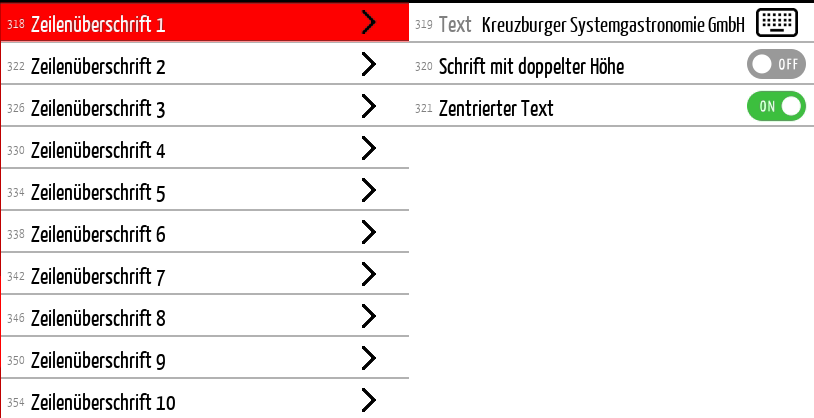 318 Zeilenüberschrift 1
322 Zeilenüberschrift 2
326 Zeilenüberschrift 3
330 Zeilenüberschrift 4
334 Zeilenüberschrift 5
338 Zeilenüberschrift 6
342 Zeilenüberschrift 7
346 Zeilenüberschrift 8
350 Zeilenüberschrift 9
354 Zeilenüberschrift 10
319 Text Kreuzburger Systemgastronomie GmbH
320 Schrift mit doppelter Höhe OFF
321 Zentrierter Text ON